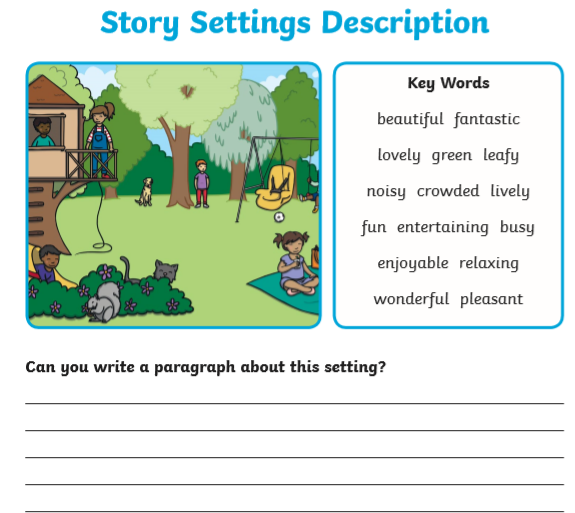 Story Settings Description
Key Words
beautiful fantastic
lovely green leafy
noisy crowded lively
fun entertaining busy
enjoyable relaxing
wonderful pleasant
Can you write a paragraph about this setting?